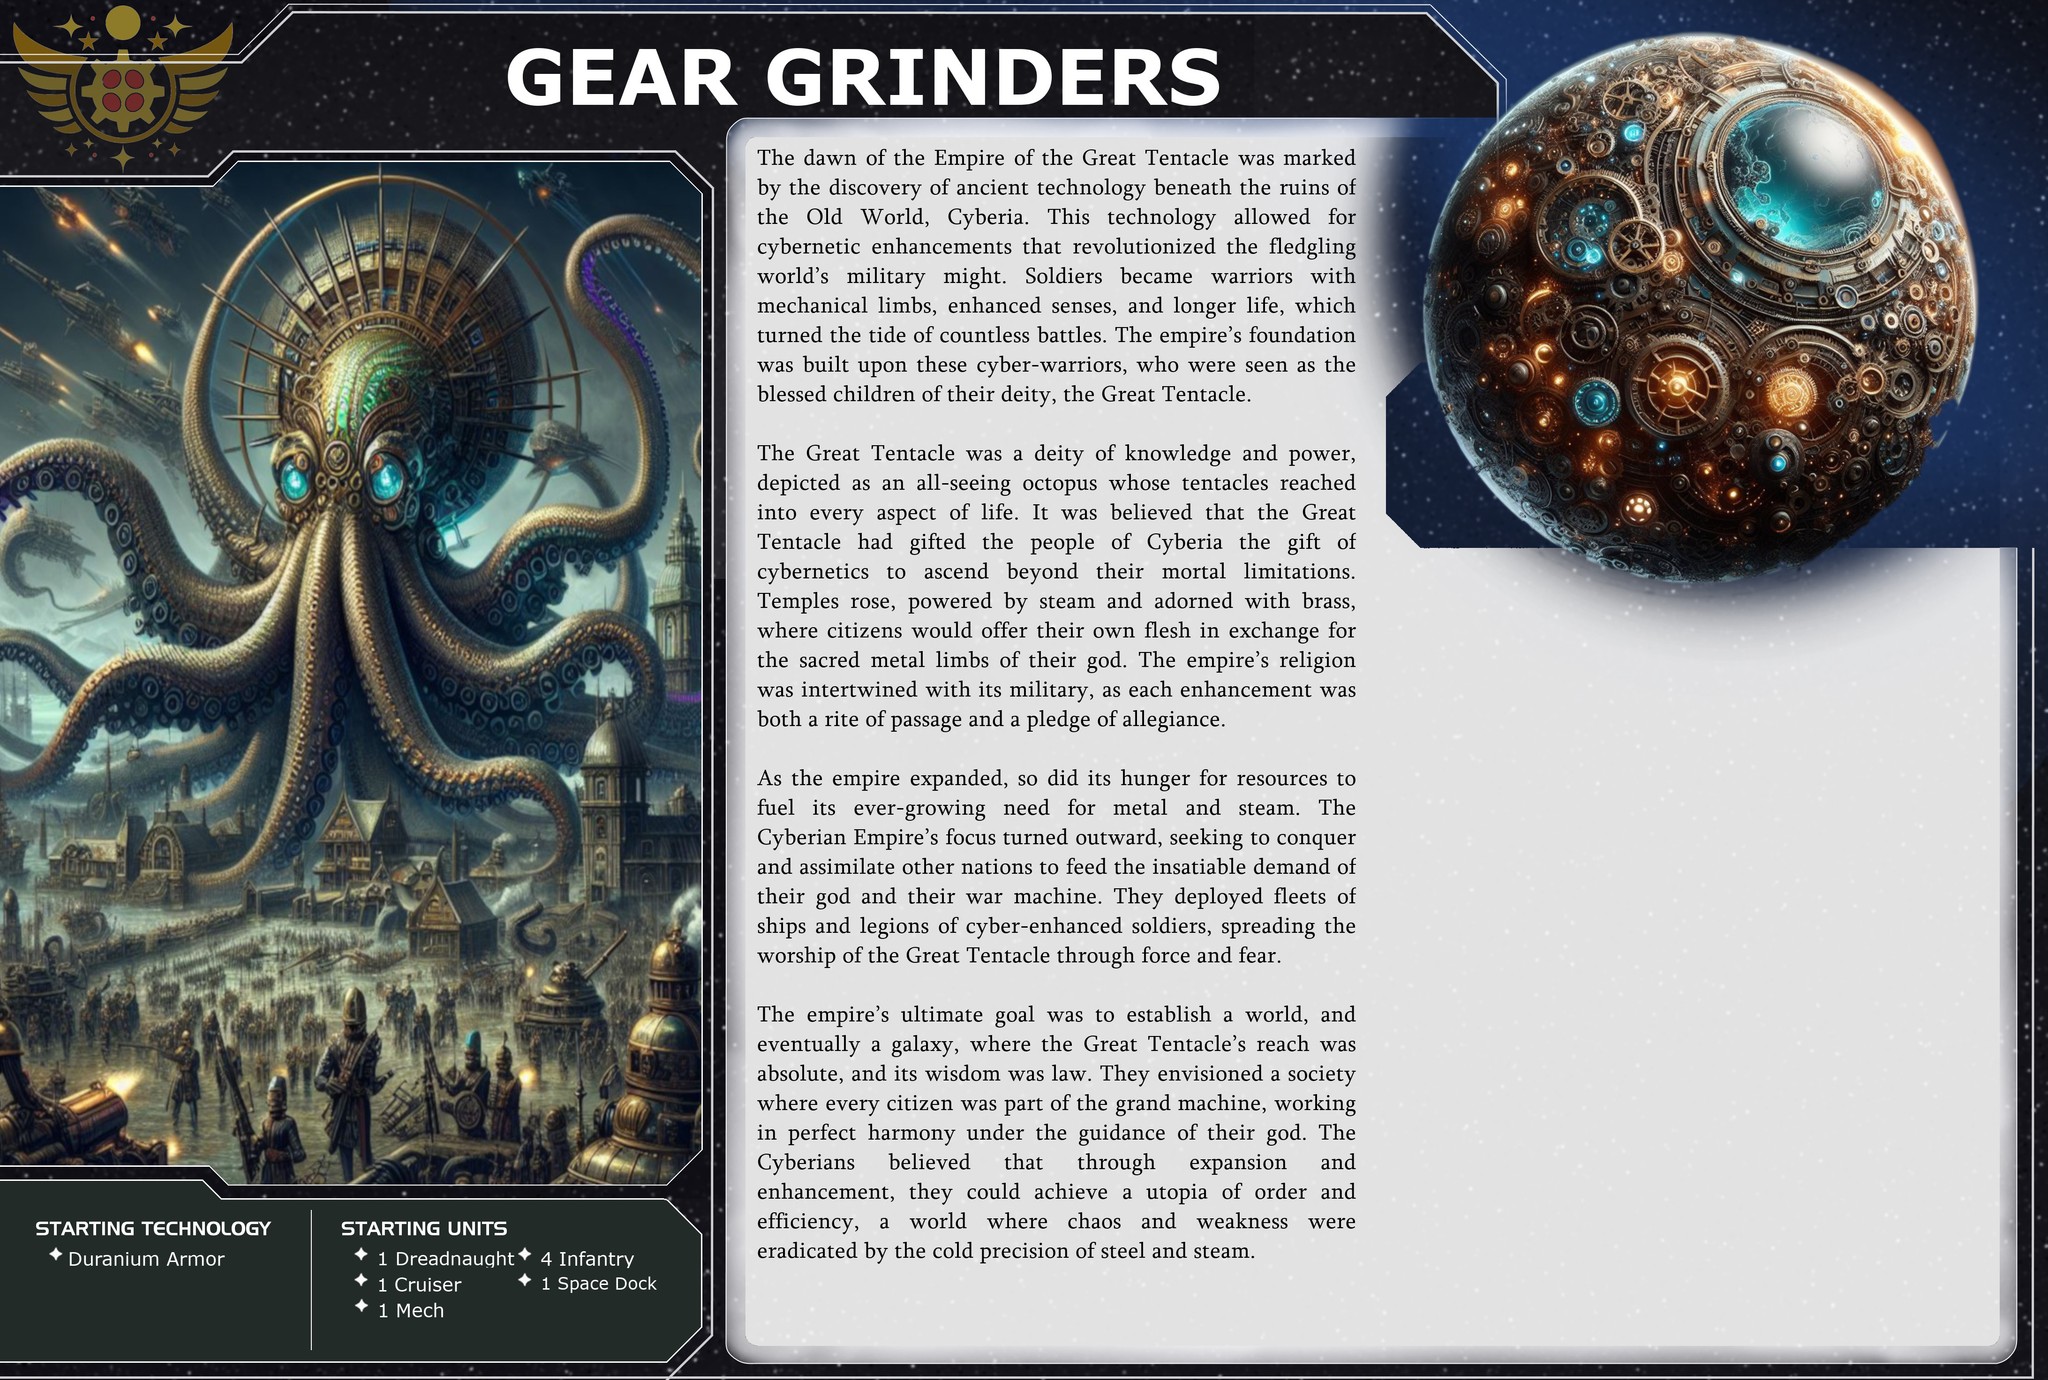 GEAR GRINDERS
The dawn of the Empire of the Great Tentacle was marked
by the discovery of ancient technology beneath the ruins of
the Old World, Cyberia. This technology allowed for
cybernetic enhancements that revolutionized the fledgling
world’s military might. Soldiers became warriors with
mechanical limbs, enhanced senses, and longer life, which
turned the tide of countless battles. The empire’s foundation
was built upon these cyber-warriors, who were seen as the
blessed children of their deity, the Great Tentacle.
The Great Tentacle was a deity of knowledge and power,
depicted as an all-seeing octopus whose tentacles reached
into every aspect of life. It was believed that the Great
Tentacle had gifted the people of Cyberia the gift of
cybernetics to ascend beyond their mortal limitations.
Temples rose, powered by steam and adorned with brass,
where citizens would offer their own flesh in exchange for
the sacred metal limbs of their god. The empire’s religion
was intertwined with its military, as each enhancement was
both a rite of passage and a pledge of allegiance.
As the empire expanded, so did its hunger for resources to
fuel its ever-growing need for metal and steam. The
Cyberian Empire’s focus turned outward, seeking to conquer
and assimilate other nations to feed the insatiable demand of
their god and their war machine. They deployed fleets of
ships and legions of cyber-enhanced soldiers, spreading the
worship of the Great Tentacle through force and fear.
The empire’s ultimate goal was to establish a world, and
eventually a galaxy, where the Great Tentacle’s reach was
absolute, and its wisdom was law. They envisioned a society
where every citizen was part of the grand machine, working
in perfect harmony under the guidance of their god. The
Cyberians believed that through expansion and
enhancement, they could achieve a utopia of order and
efficiency, a world where chaos and weakness were
eradicated by the cold precision of steel and steam.
STARTING TECHNOLOGY
Duranium Armor
STARTING UNITS
1 Dreadnaught
1 Cruiser
1 Mech
4 Infantry
1 Space Dock